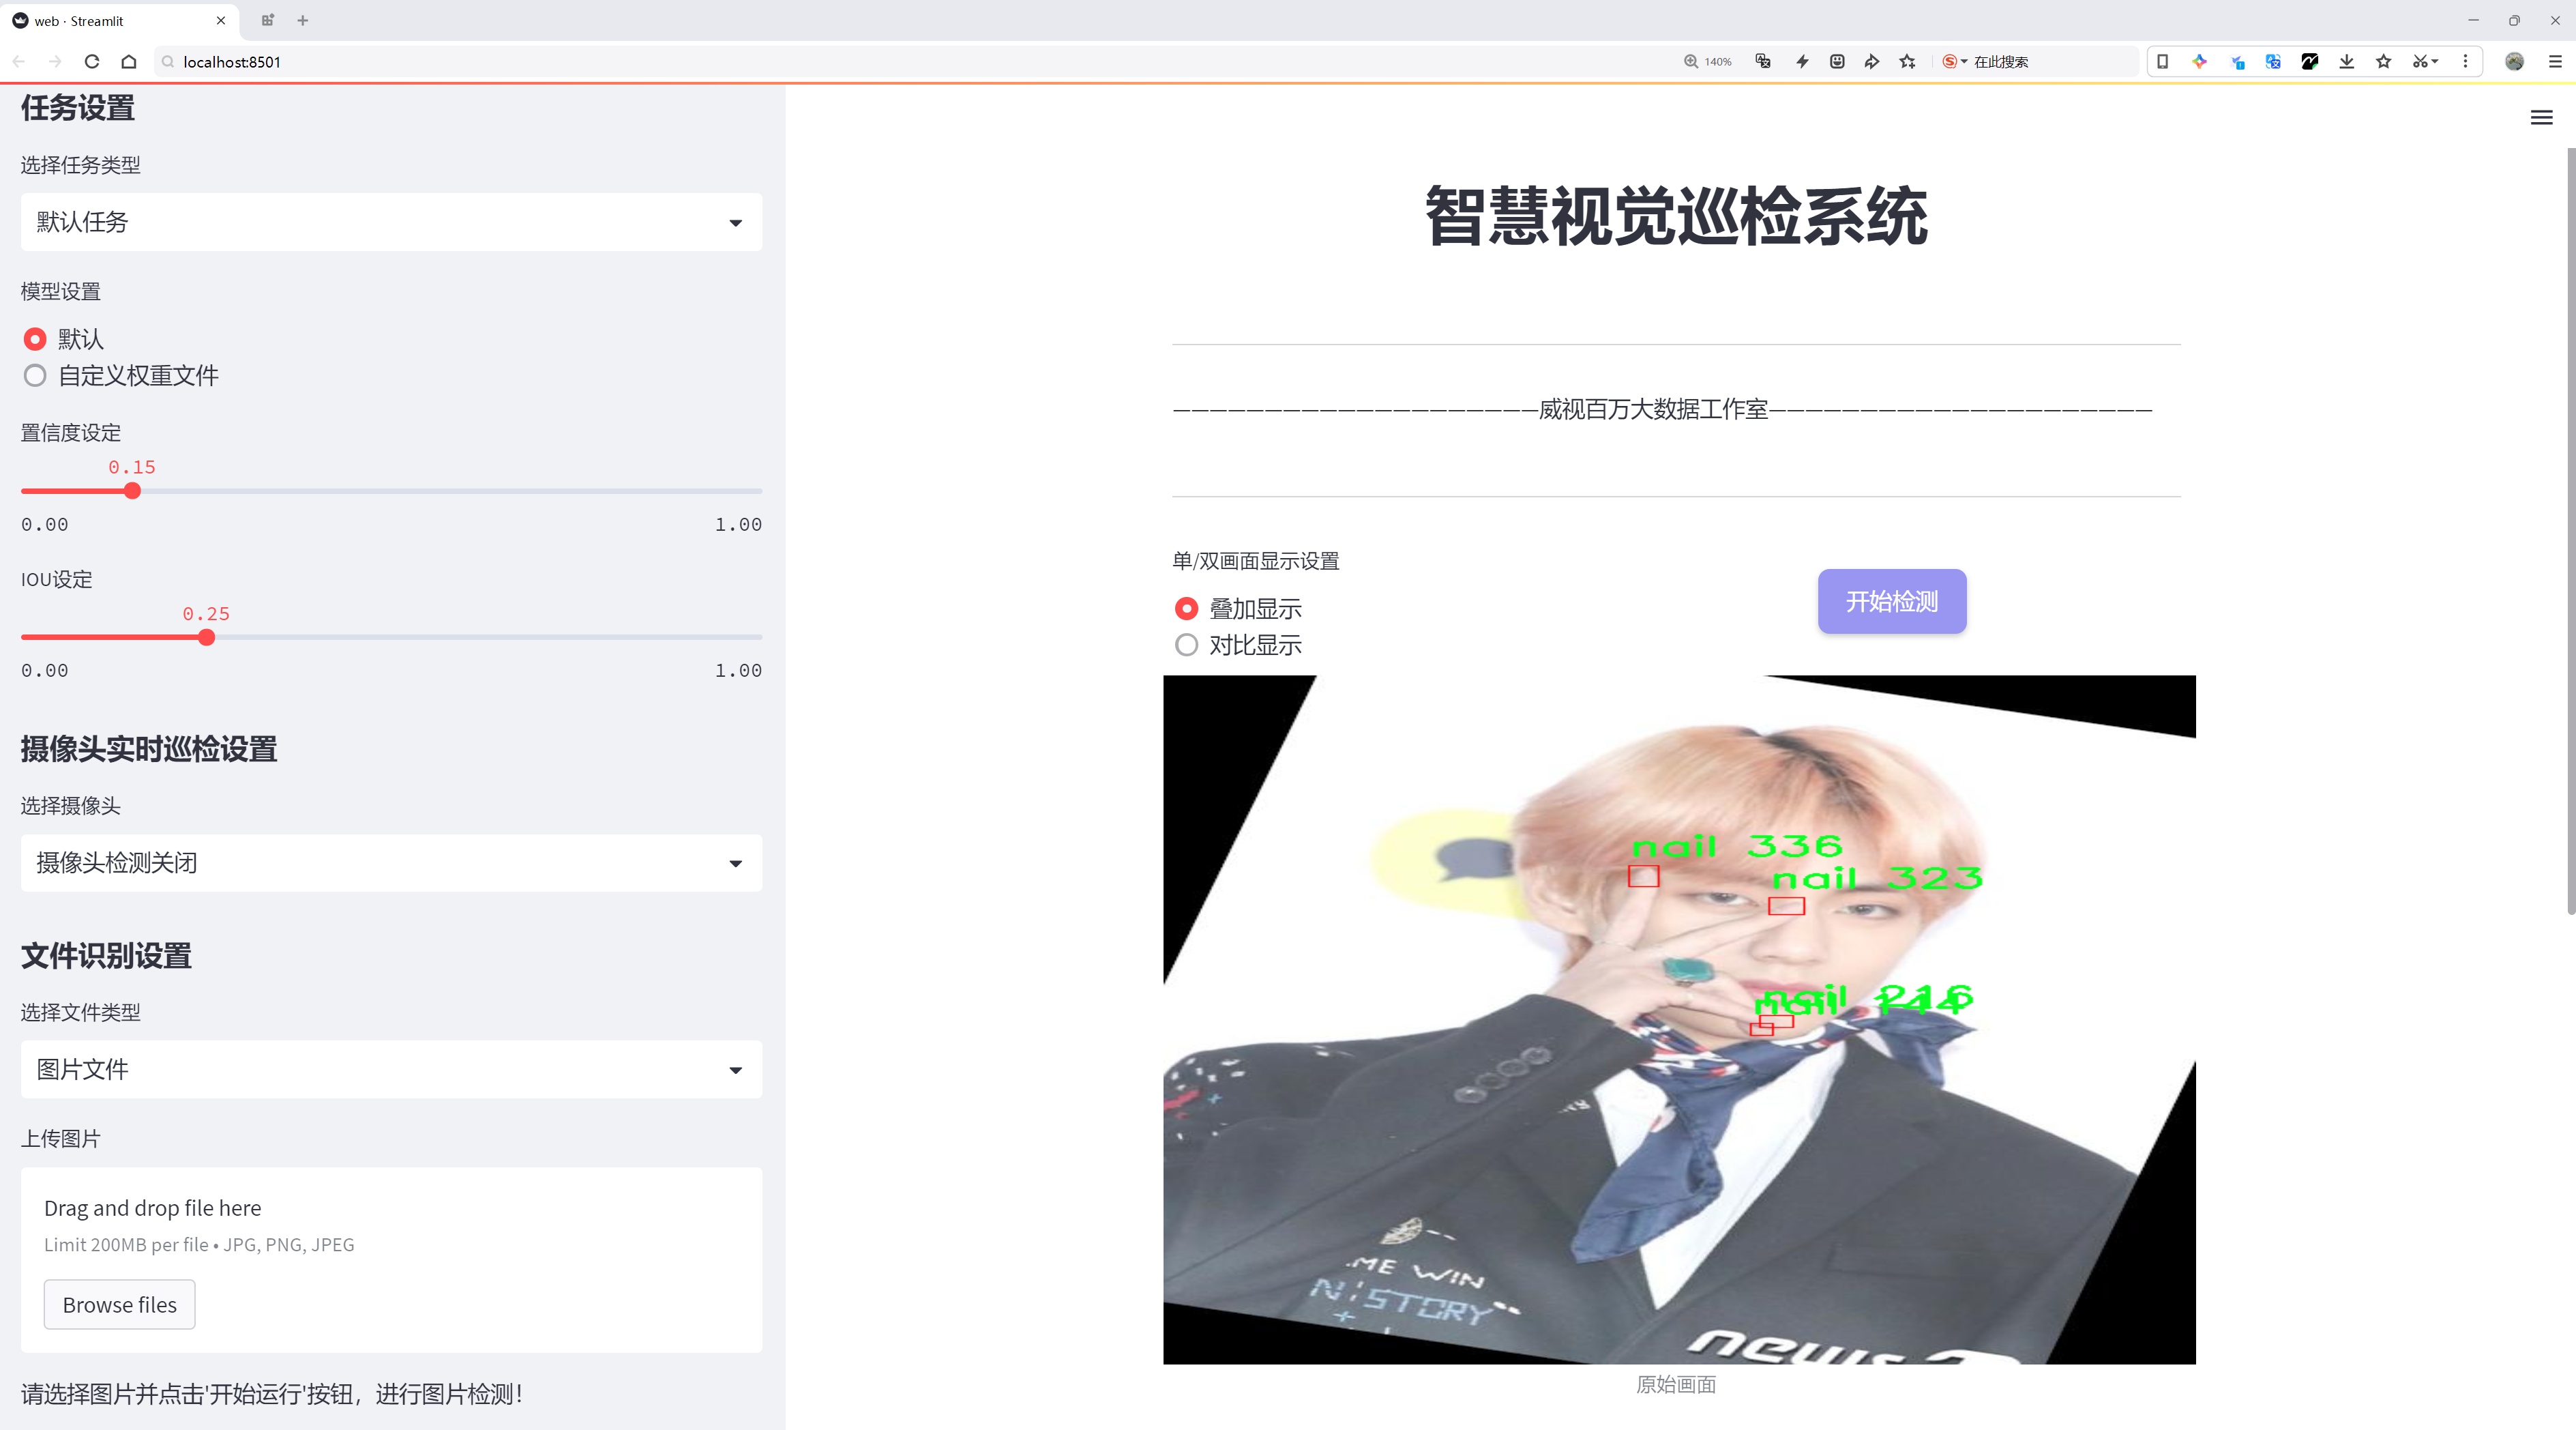 web · Streamlit
localhost:8501
140%
在此搜索
任务设置
选择任务类型
默认任务
模型设置
默认
自定义权重文件
置信度设定
0.15
0.00
1.00
IOU设定
0.25
0.00
1.00
摄像头实时巡检设置
选择摄像头
摄像头检测关闭
文件识别设置
选择文件类型
图片文件
上传图片
Drag and drop file here
Limit 200MB per file • JPG, PNG, JPEG
Browse files
请选择图片并点击'开始运行'按钮，进行图片检测！
智慧视觉巡检系统
————————————————————威视百万大数据工作室—————————————————————
单/双画面显示设置
叠加显示
对比显示
开始检测
nail 336
nail 323
nail 216
.ME WIN
STORY
news
原始画面